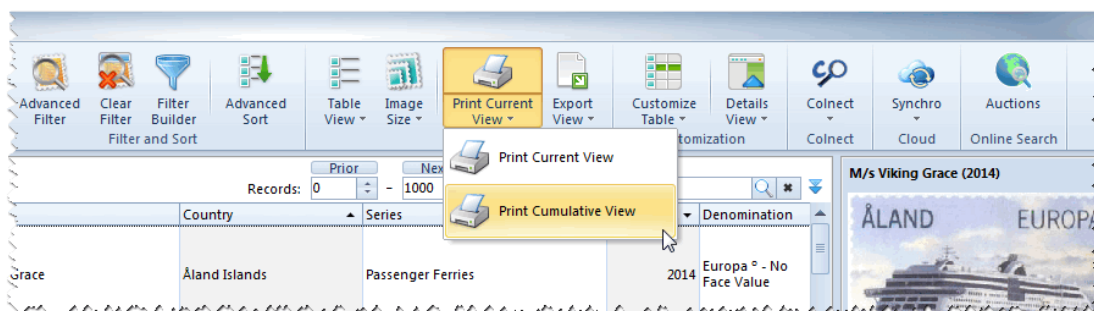 Advanced Filter
Clear Filter
Filter Builder
Advanced Sort
Table View
Image Size
Print Current View
Export View
Customize Table
Details View
Colnect
Synchro
Auctions
Filter and Sort
tomization
Colnect
Cloud
Online Search
Print Current View
Print Cumulative View
Prior
Nex
Records: 0 - 1000
M/s Viking Grace (2014)
Country Series Denomination
Grace Åland Islands Passenger Ferries 2014 Europa ° - No Face Value
ÅLAND EUROPA